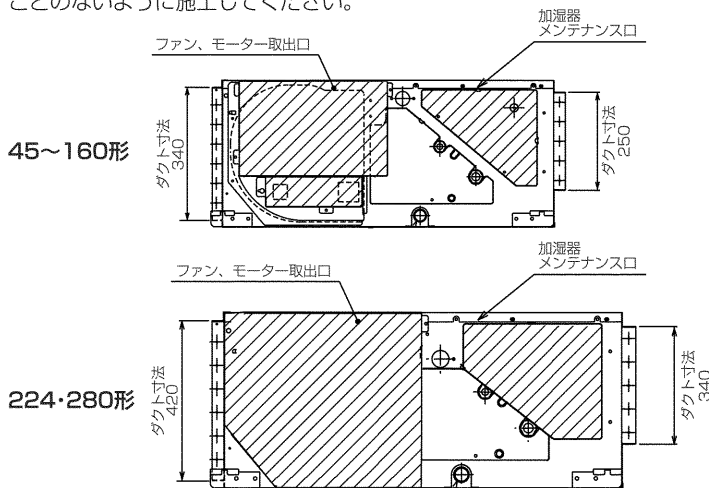 ことのないように施工してください。
加湿器
メンテナンス口
ファン、モーター取出口
45～160形
ダクト寸法
340
ダクト寸法
250
加湿器
メンテナンス口
ファン、モーター取出口
224・280形
ダクト寸法
420
ダクト寸法
340